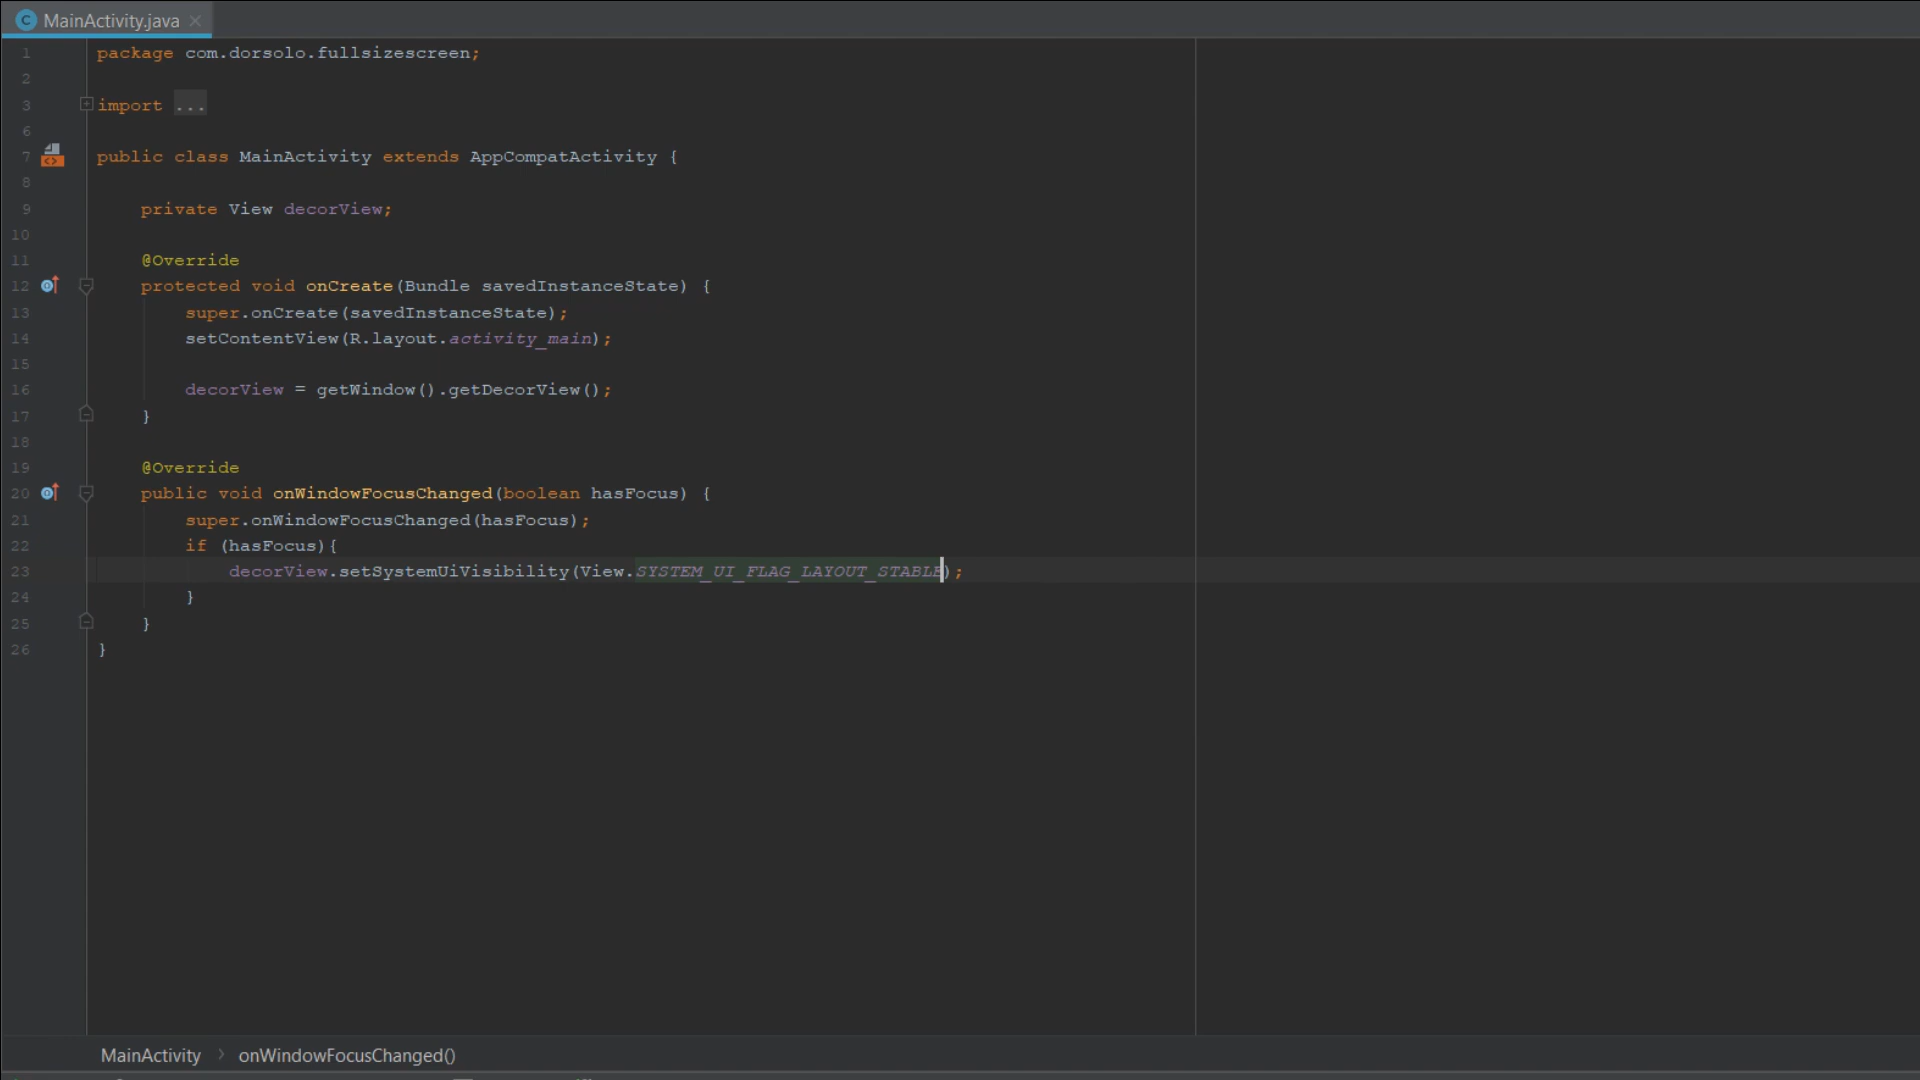 MainActivity.java
1 package com.dorsolo.fullsizescreen;
2
3 import ...
6
7 public class MainActivity extends AppCompatActivity {
8
9 private View decorView;
10
11 @Override
12 protected void onCreate(Bundle savedInstanceState) {
13 super.onCreate(savedInstanceState);
14 setContentView(R.layout.activity_main);
15
16 decorView = getWindow().getDecorView();
17 }
18
19 @Override
20 public void onWindowFocusChanged(boolean hasFocus) {
21 super.onWindowFocusChanged(hasFocus);
22 if (hasFocus){
23 decorView.setSystemUiVisibility(View.SYSTEM_UI_FLAG_LAYOUT_STABLE);
24 }
25 }
26 }
MainActivity > onWindowFocusChanged()